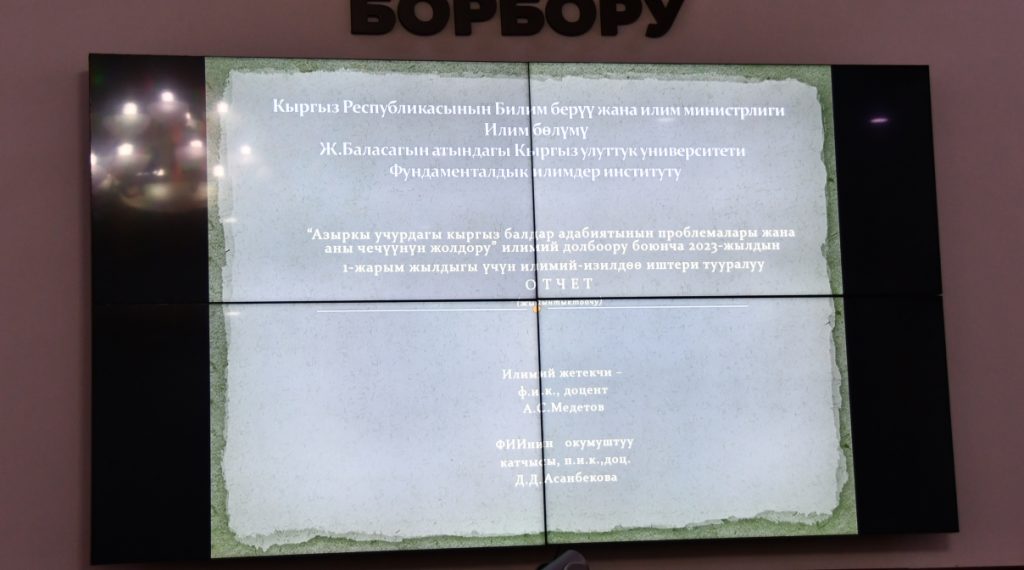 БОРБОРУ
Кыргыз Республикасынын Билим берүү жана илим министрлиги
Илим бөлүмү
Ж.Баласагын атындагы Кыргыз улуттук университети
Фундаменталдык илимдер институту
“Азыркы учурдагы кыргыз балдар адабиятынын проблемалары жана
аны чечүүнүн жолдору” илимий долбоору боюнча 2023-жылдын
1-жарым жылдыгы үчүн илимий-изилдөө иштери тууралуу
ОТЧЕТ
(жыйынтыктоочу)
Илимий жетекчи –
ф.и.к., доцент
А.С.Медетов
ФИИнин окумуштуу
катчысы, п.и.к.,доц.
Д.Д.Асанбекова